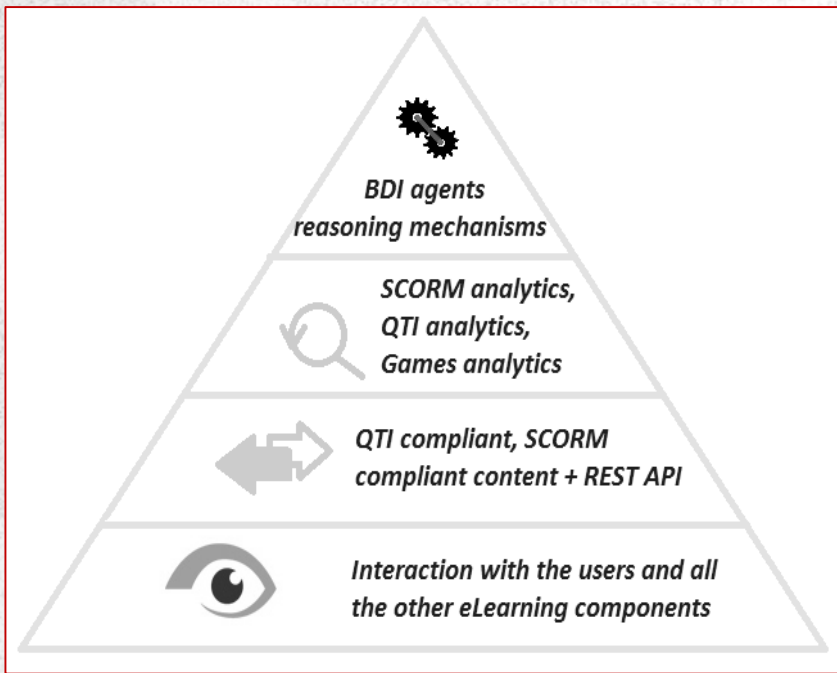 BDI agents
reasoning mechanisms
SCORM analytics,
QTI analytics,
Games analytics
QTI compliant, SCORM
compliant content + REST API
Interaction with the users and all
the other eLearning components